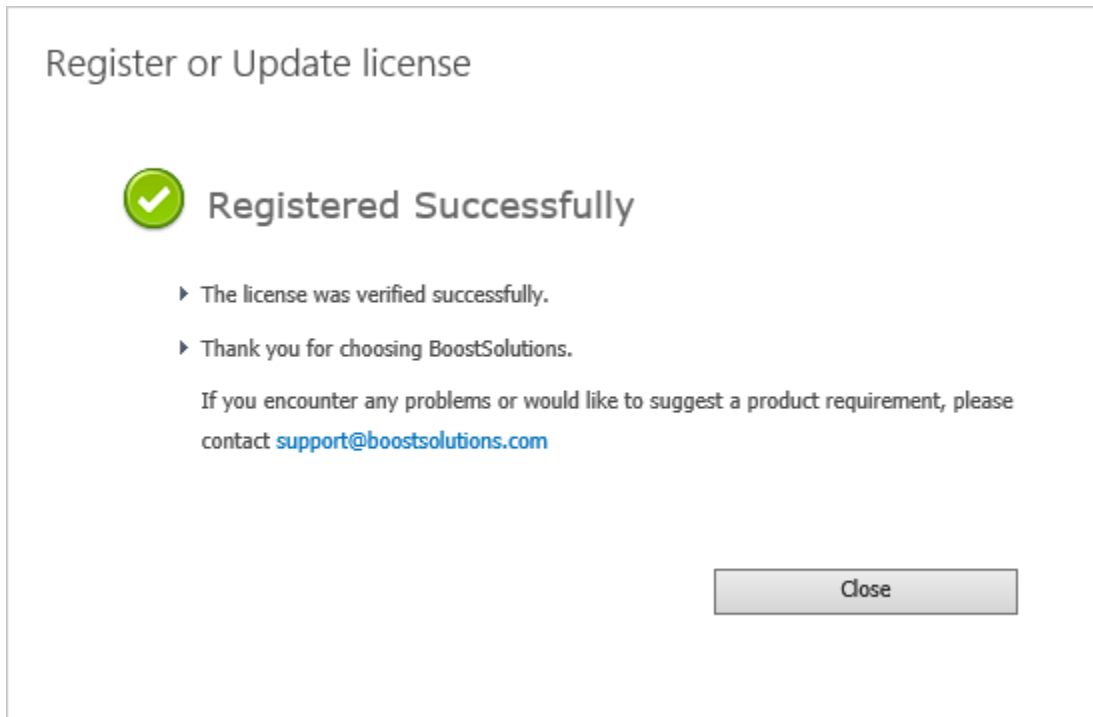 Register or Update license
Registered Successfully
The license was verified successfully.
Thank you for choosing BoostSolutions.
If you encounter any problems or would like to suggest a product requirement, please
contact support@boostsolutions.com
Close